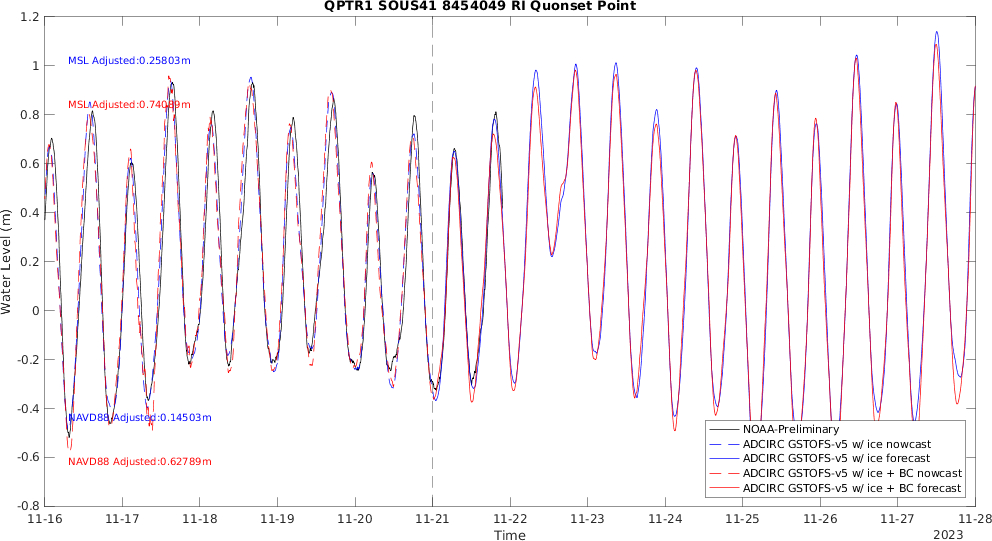 QPTR1 SOUS41 8454049 RI Quonset Point
1.2
1
0.8
0.6
0.4
0.2
0
-0.2
-0.4
-0.6
-0.8
Water Level (m)
MSL Adjusted:0.25803m
MSL Adjusted:0.74089m
NAVD88 Adjusted:0.14503m
NAVD88 Adjusted:0.62789m
NOAA-Preliminary
ADCIRC GSTOFS-v5 w/ ice nowcast
ADCIRC GSTOFS-v5 w/ ice forecast
ADCIRC GSTOFS-v5 w/ ice + BC nowcast
ADCIRC GSTOFS-v5 w/ ice + BC forecast
11-16 11-17 11-18 11-19 11-20 11-21 11-22 11-23 11-24 11-25 11-26 11-27 11-28
Time
2023